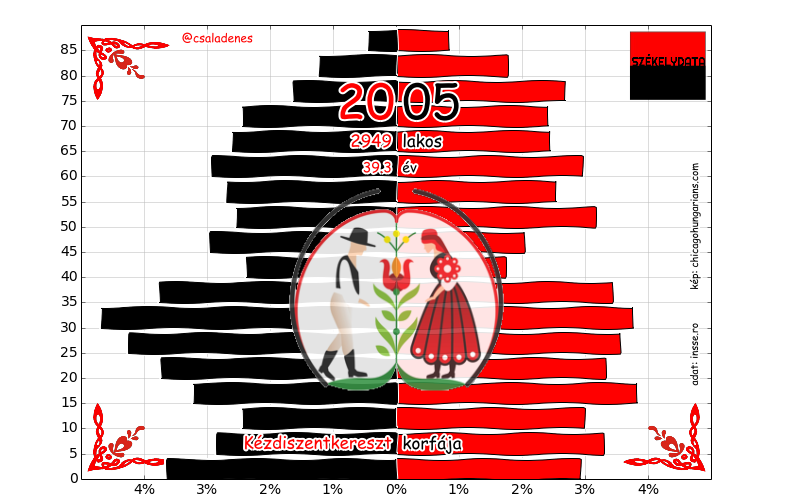 @csaladenes
SZÉKELYDATA
2005
2949 lakos
39.3 év
kép: chicagohungarians.com
adat: insse.ro
Kézdiszentkereszt korfája
85
80
75
70
65
60
55
50
45
40
35
30
25
20
15
10
5
0
4% 3% 2% 1% 0% 1% 2% 3% 4%